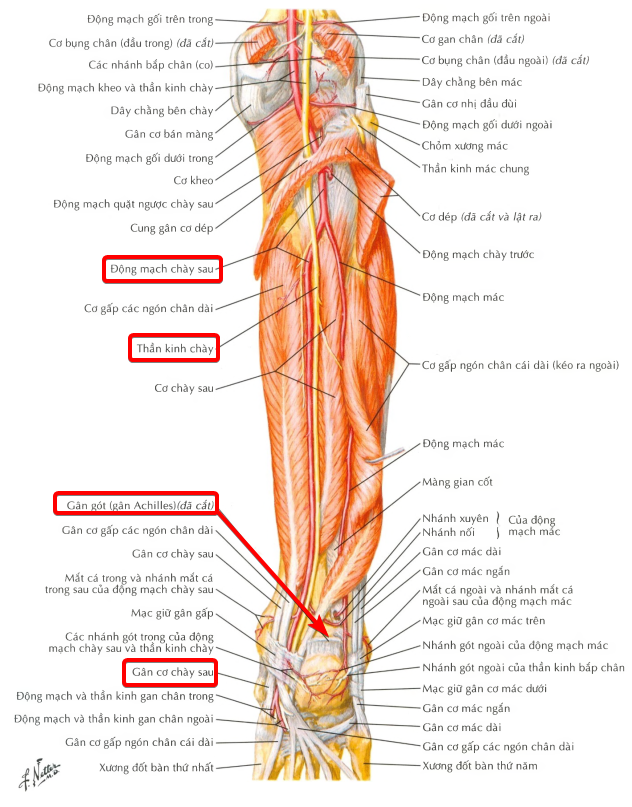 Động mạch gối trên trong
Cơ bụng chân (đầu trong) (đã cắt)
Các nhánh bắp chân (co)
Động mạch kheo và thần kinh chày
Dây chằng bên chày
Gân cơ bán màng
Động mạch gối dưới trong
Cơ kheo
Động mạch quặt ngược chày sau
Cung gân cơ dép
Động mạch chày sau
Cơ gấp các ngón chân dài
Thần kinh chày
Cơ chày sau
Gân gót (gân Achilles)(đã cắt)
Gân cơ gấp các ngón chân dài
Gân cơ chày sau
Mắt cá trong và nhánh mắt cá
trong sau của động mạch chày sau
Mạc giữ gân gấp
Các nhánh gót trong của động
mạch chày sau và thần kinh chày
Gân cơ chày sau
Động mạch và thần kinh gan chân trong
Động mạch và thần kinh gan chân ngoài
Gân cơ gấp ngón chân cái dài
Xương đốt bàn thứ nhất
Động mạch gối trên ngoài
Cơ gan chân (đã cắt)
Cơ bụng chân (đầu ngoài) (đã cắt)
Dây chằng bên mác
Gân cơ nhị đầu đùi
Động mạch gối dưới ngoài
Chỏm xương mác
Thần kinh mác chung
Cơ dép (đã cắt và lật ra)
Động mạch chày trước
Động mạch mác
Cơ gấp ngón chân cái dài (kéo ra ngoài)
Động mạch mác
Màng gian cốt
Nhánh xuyên
Nhánh nối
Của động
mạch mác
Gân cơ mác dài
Gân cơ mác ngắn
Mắt cá ngoài và nhánh mắt cá
ngoài sau của động mạch mác
Mạc giữ gân cơ mác trên
Nhánh gót ngoài của động mạch mác
Nhánh gót ngoài của thần kinh bắp chân
Mạc giữ gân cơ mác dưới
Gân cơ mác ngắn
Gân cơ mác dài
Gân cơ gấp các ngón chân dài
Xương đốt bàn thứ năm
F. Netter
M.D.